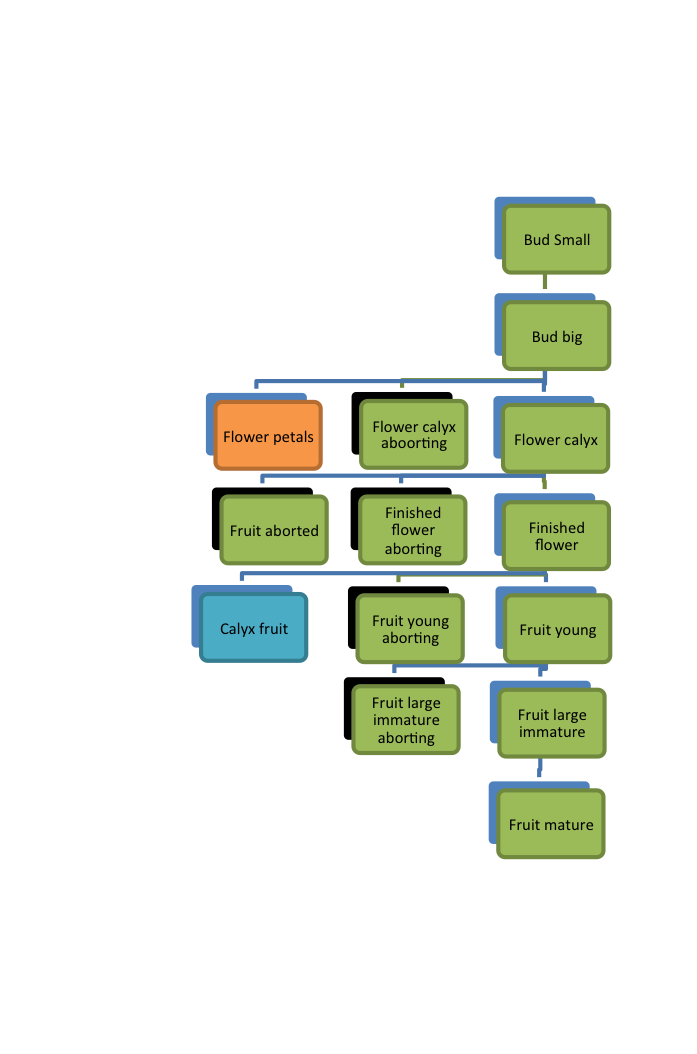 Bud Small
Bud big
Flower petals
Flower calyx
aboorting
Flower calyx
Fruit aborted
Finished
flower
aborting
Finished
flower
Calyx fruit
Fruit young
aborting
Fruit young
Fruit large
immature
aborting
Fruit large
immature
Fruit mature